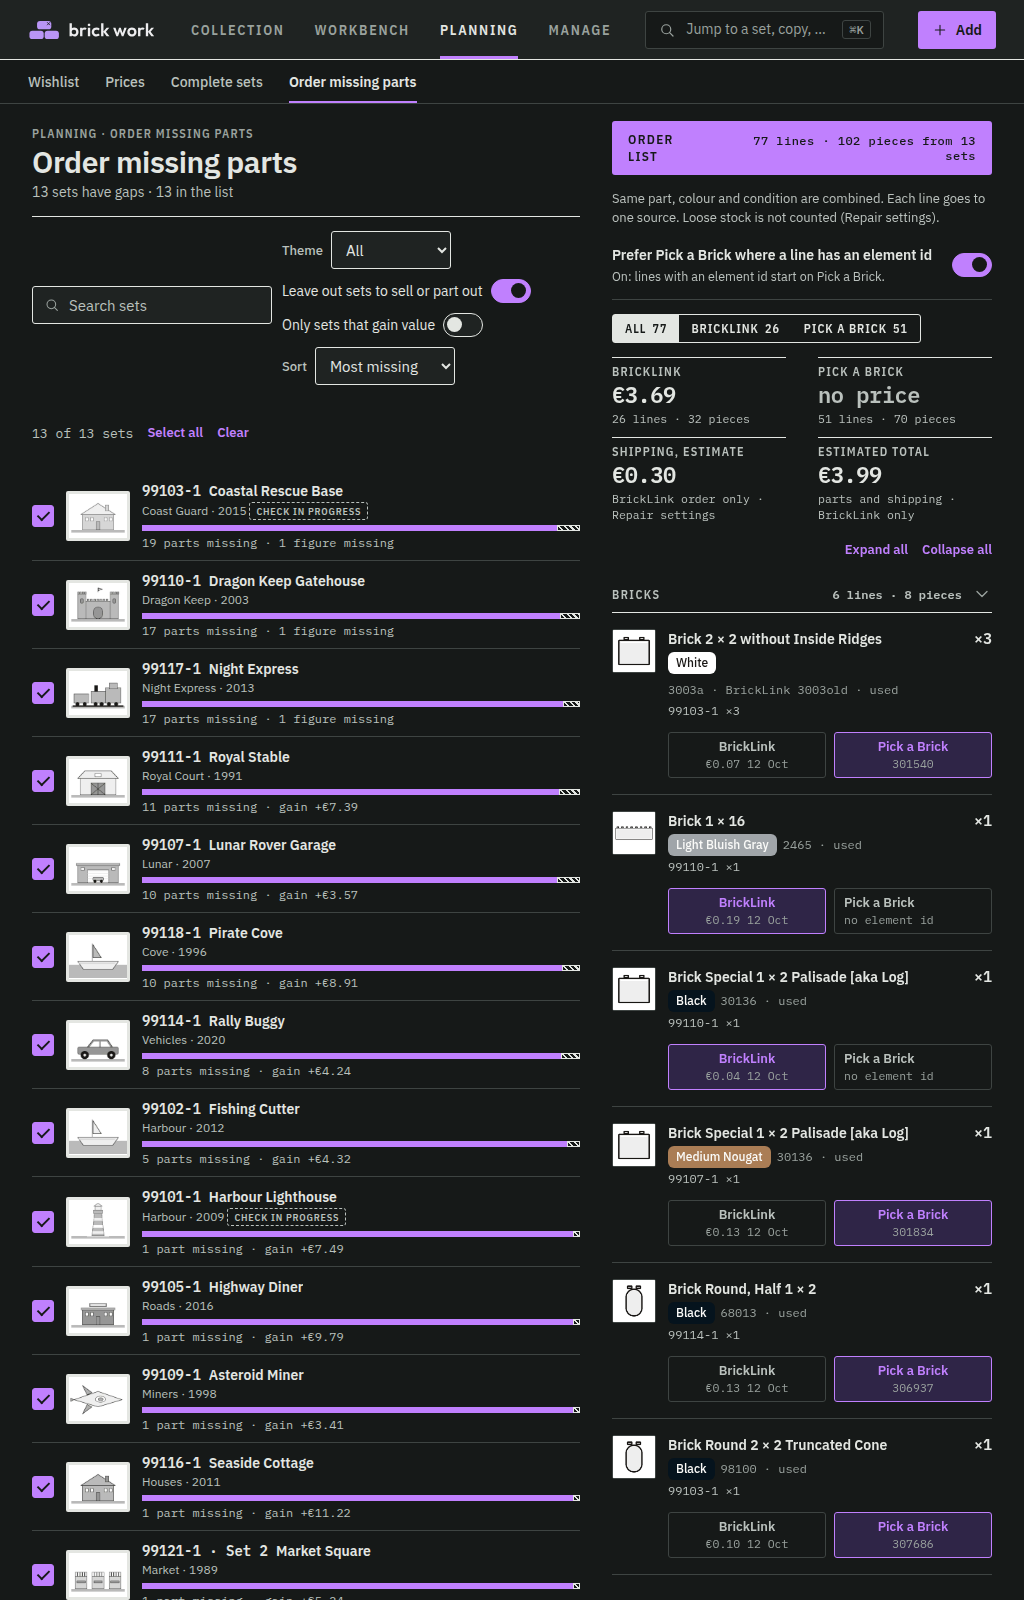 brick work
COLLECTION
WORKBENCH
PLANNING
MANAGE
Jump to a set, copy, ...
⌘K
+ Add
Wishlist
Prices
Complete sets
Order missing parts
PLANNING · ORDER MISSING PARTS
Order missing parts
13 sets have gaps · 13 in the list
Search sets
Theme
All
Leave out sets to sell or part out
Only sets that gain value
Sort
Most missing
13 of 13 sets
Select all
Clear
99103-1 Coastal Rescue Base
Coast Guard · 2015 CHECK IN PROGRESS
19 parts missing · 1 figure missing
99110-1 Dragon Keep Gatehouse
Dragon Keep · 2003
17 parts missing · 1 figure missing
99117-1 Night Express
Night Express · 2013
17 parts missing · 1 figure missing
99111-1 Royal Stable
Royal Court · 1991
11 parts missing · gain +€7.39
99107-1 Lunar Rover Garage
Lunar · 2007
10 parts missing · gain +€3.57
99118-1 Pirate Cove
Cove · 1996
10 parts missing · gain +€8.91
99114-1 Rally Buggy
Vehicles · 2020
8 parts missing · gain +€4.24
99102-1 Fishing Cutter
Harbour · 2012
5 parts missing · gain +€4.32
99101-1 Harbour Lighthouse
Harbour · 2009 CHECK IN PROGRESS
1 part missing · gain +€7.49
99105-1 Highway Diner
Roads · 2016
1 part missing · gain +€9.79
99109-1 Asteroid Miner
Miners · 1998
1 part missing · gain +€3.41
99116-1 Seaside Cottage
Houses · 2011
1 part missing · gain +€11.22
99121-1 · Set 2 Market Square
Market · 1989
ORDER LIST
77 lines · 102 pieces from 13 sets
Same part, colour and condition are combined. Each line goes to
one source. Loose stock is not counted (Repair settings).
Prefer Pick a Brick where a line has an element id
On: lines with an element id start on Pick a Brick.
ALL 77
BRICKLINK 26
PICK A BRICK 51
BRICKLINK
€3.69
26 lines · 32 pieces
PICK A BRICK
no price
51 lines · 70 pieces
SHIPPING, ESTIMATE
€0.30
BrickLink order only ·
Repair settings
ESTIMATED TOTAL
€3.99
parts and shipping ·
BrickLink only
Expand all
Collapse all
BRICKS
6 lines · 8 pieces
Brick 2 × 2 without Inside Ridges ×3
White
3003a · BrickLink 3003old · used
99103-1 ×3
BrickLink
€0.07 12 Oct
Pick a Brick
301540
Brick 1 × 16 ×1
Light Bluish Gray 2465 · used
99110-1 ×1
BrickLink
€0.19 12 Oct
Pick a Brick
no element id
Brick Special 1 × 2 Palisade [aka Log] ×1
Black 30136 · used
99110-1 ×1
BrickLink
€0.04 12 Oct
Pick a Brick
no element id
Brick Special 1 × 2 Palisade [aka Log] ×1
Medium Nougat 30136 · used
99107-1 ×1
BrickLink
€0.13 12 Oct
Pick a Brick
301834
Brick Round, Half 1 × 2 ×1
Black 68013 · used
99114-1 ×1
BrickLink
€0.13 12 Oct
Pick a Brick
306937
Brick Round 2 × 2 Truncated Cone ×1
Black 98100 · used
99103-1 ×1
BrickLink
€0.10 12 Oct
Pick a Brick
307686